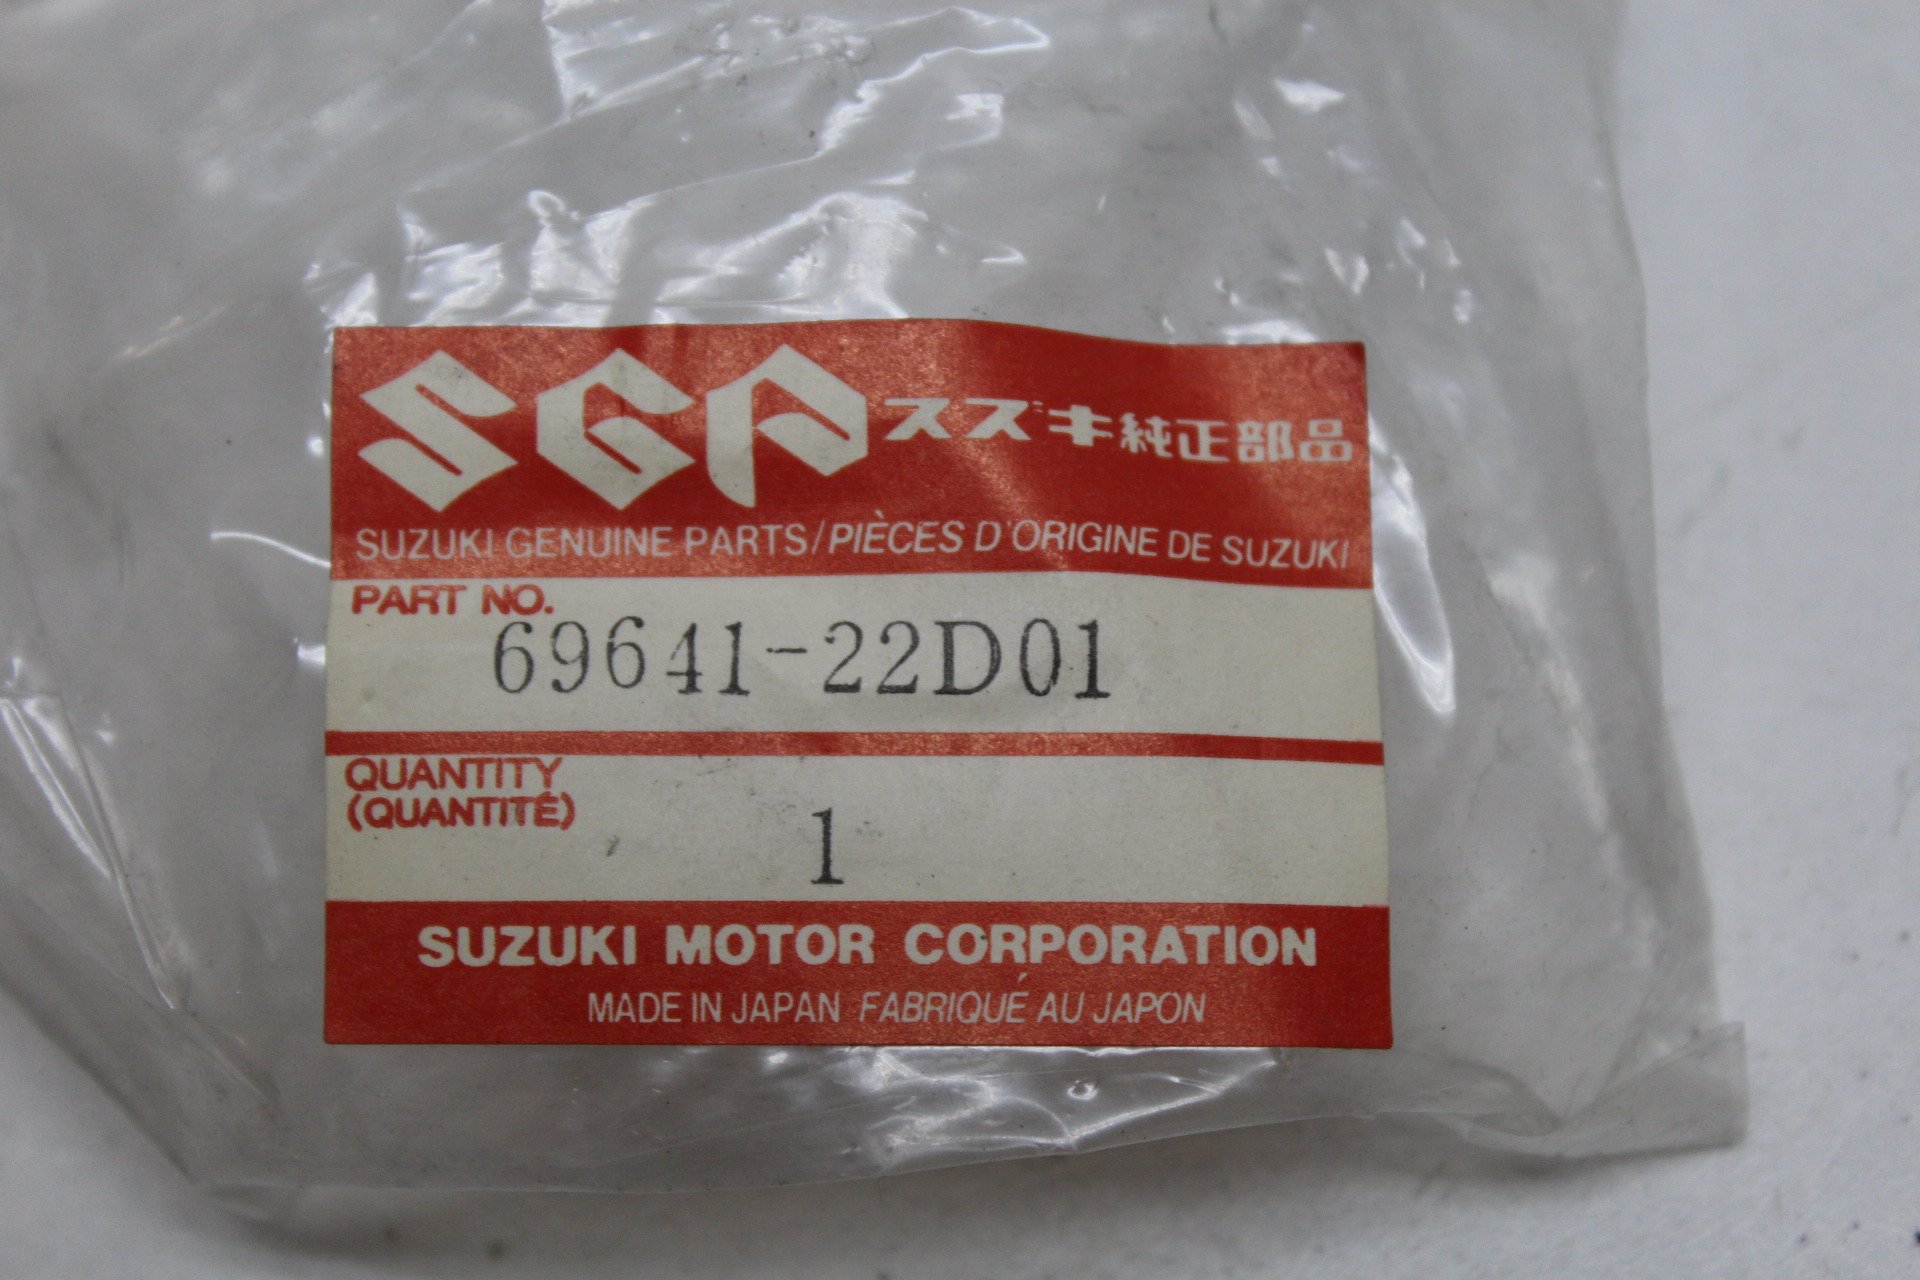 SGP スズキ純正部品
SUZUKI GENUINE PARTS/PIÈCES D'ORIGINE DE SUZUKI
PART NO.
69641-22D01
QUANTITY
(QUANTITÉ)
1
SUZUKI MOTOR CORPORATION
MADE IN JAPAN FABRIQUÉ AU JAPON